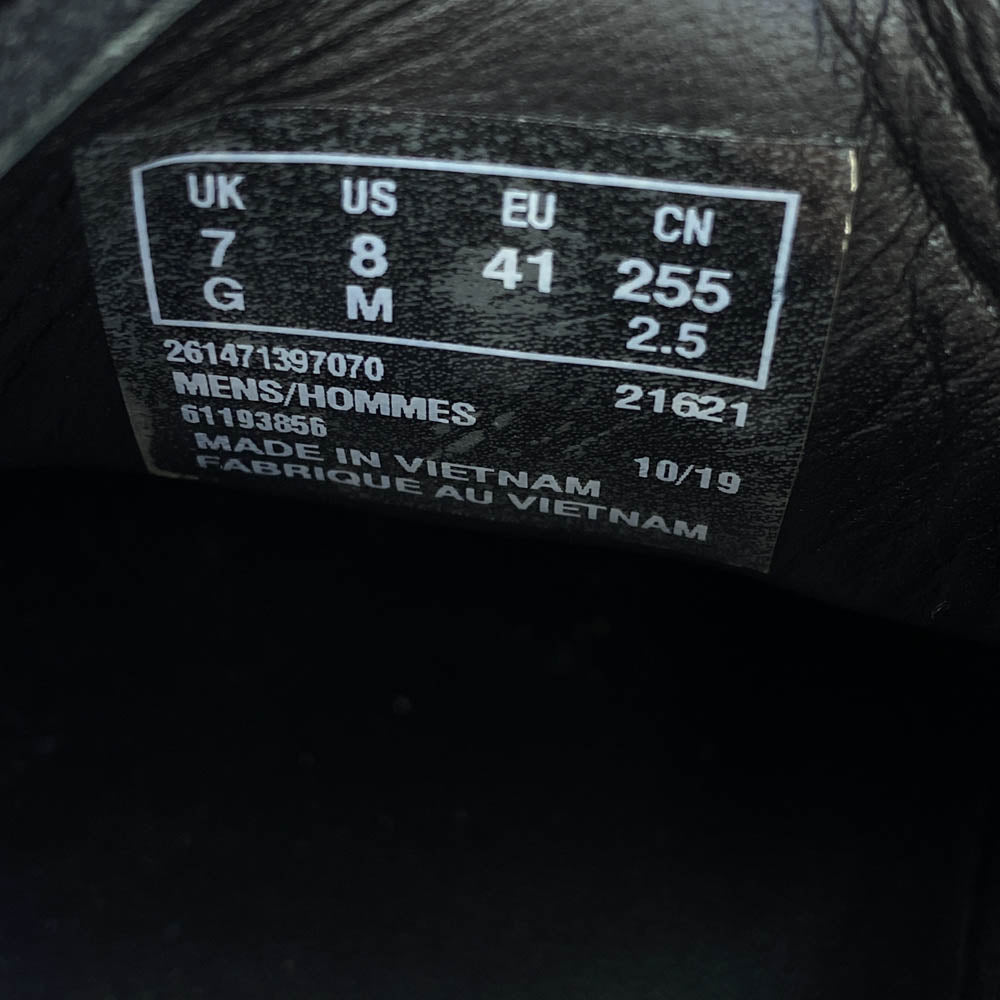 UK US EU CN
7 8 41 255
G M 2.5
261471397070 21621
MENS/HOMMES
61193856 10/19
MADE IN VIETNAM
FABRIQUE AU VIETNAM